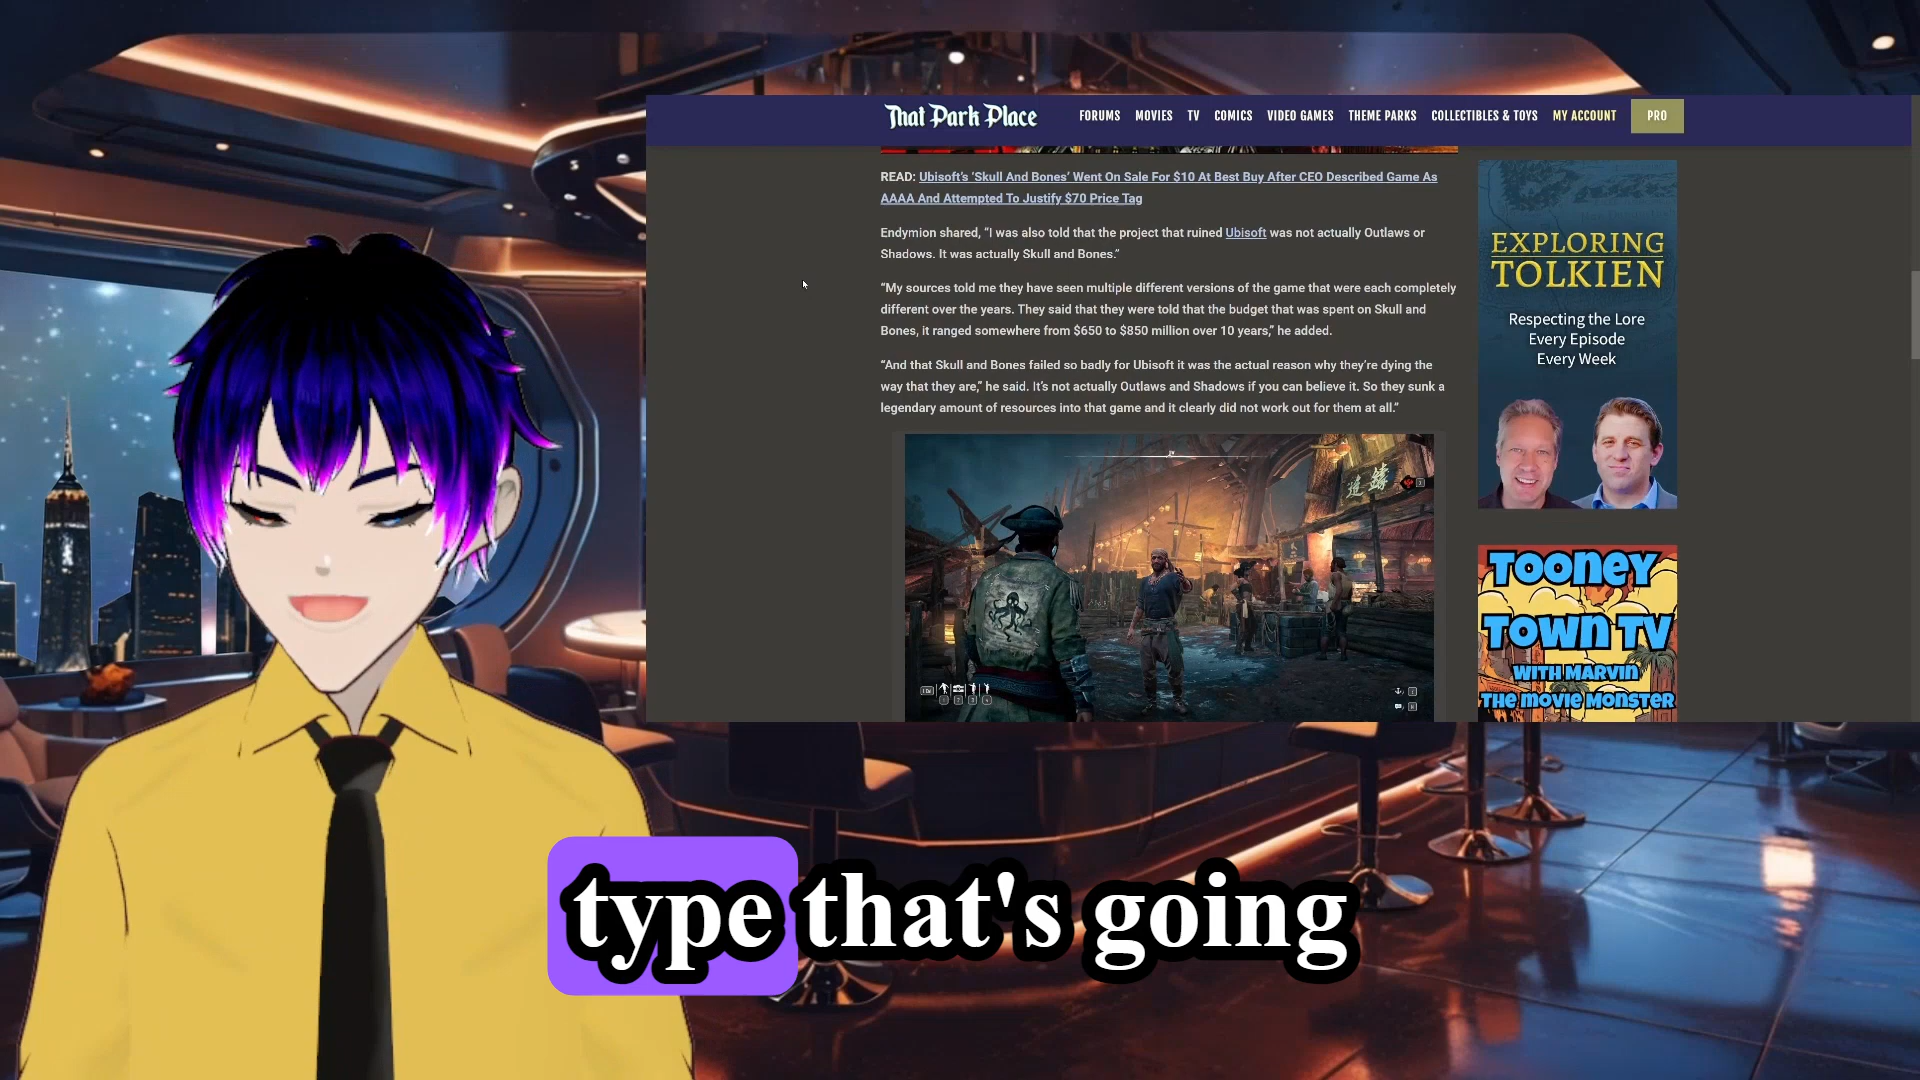 That Park Place
FORUMS MOVIES TV COMICS VIDEO GAMES THEME PARKS COLLECTIBLES & TOYS MY ACCOUNT PRO
READ: Ubisoft's 'Skull And Bones' Went On Sale For $10 At Best Buy After CEO Described Game As
AAAA And Attempted To Justify $70 Price Tag
Endymion shared, “I was also told that the project that ruined Ubisoft was not actually Outlaws or
Shadows. It was actually Skull and Bones.”
“My sources told me they have seen multiple different versions of the game that were each completely
different over the years. They said that they were told that the budget that was spent on Skull and
Bones, it ranged somewhere from $650 to $850 million over 10 years,” he added.
“And that Skull and Bones failed so badly for Ubisoft it was the actual reason why they’re dying the
way that they are,” he said. It’s not actually Outlaws and Shadows if you can believe it. So they sunk a
legendary amount of resources into that game and it clearly did not work out for them at all.”
EXPLORING
TOLKIEN
Respecting the Lore
Every Episode
Every Week
TOONEY
TOWN TV
WITH MARVIN
THE MOVIE MONSTER
type that's going